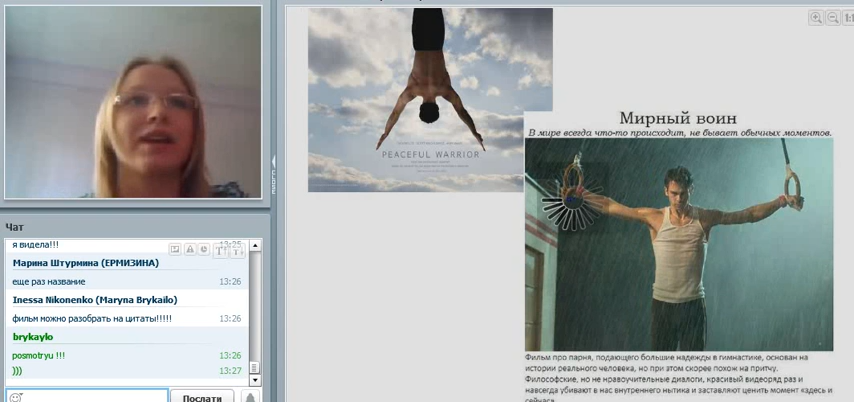 Чат
я видела!!!
13:25
Марина Штурмина (ЕРМИЗИНА)
еще раз название 13:26
Inessa Nikonenko (Maryna Brykailo)
фильм можно разобрать на цитаты!!!!! 13:26
brykaylo
posmotryu !!! 13:26
))) 13:27
Послати
PEACEFUL WARRIOR
Мирный воин
В мире всегда что-то происходит, не бывает обычных моментов.
Фильм про парня, подающего большие надежды в гимнастике, основан на
истории реального человека, но при этом скорее похож на притчу.
Философские, но не нравоучительные диалоги, красивый видеоряд раз и
навсегда убивают в нас внутреннего нытика и заставляют ценить момент «здесь и
сейчас».
1:1